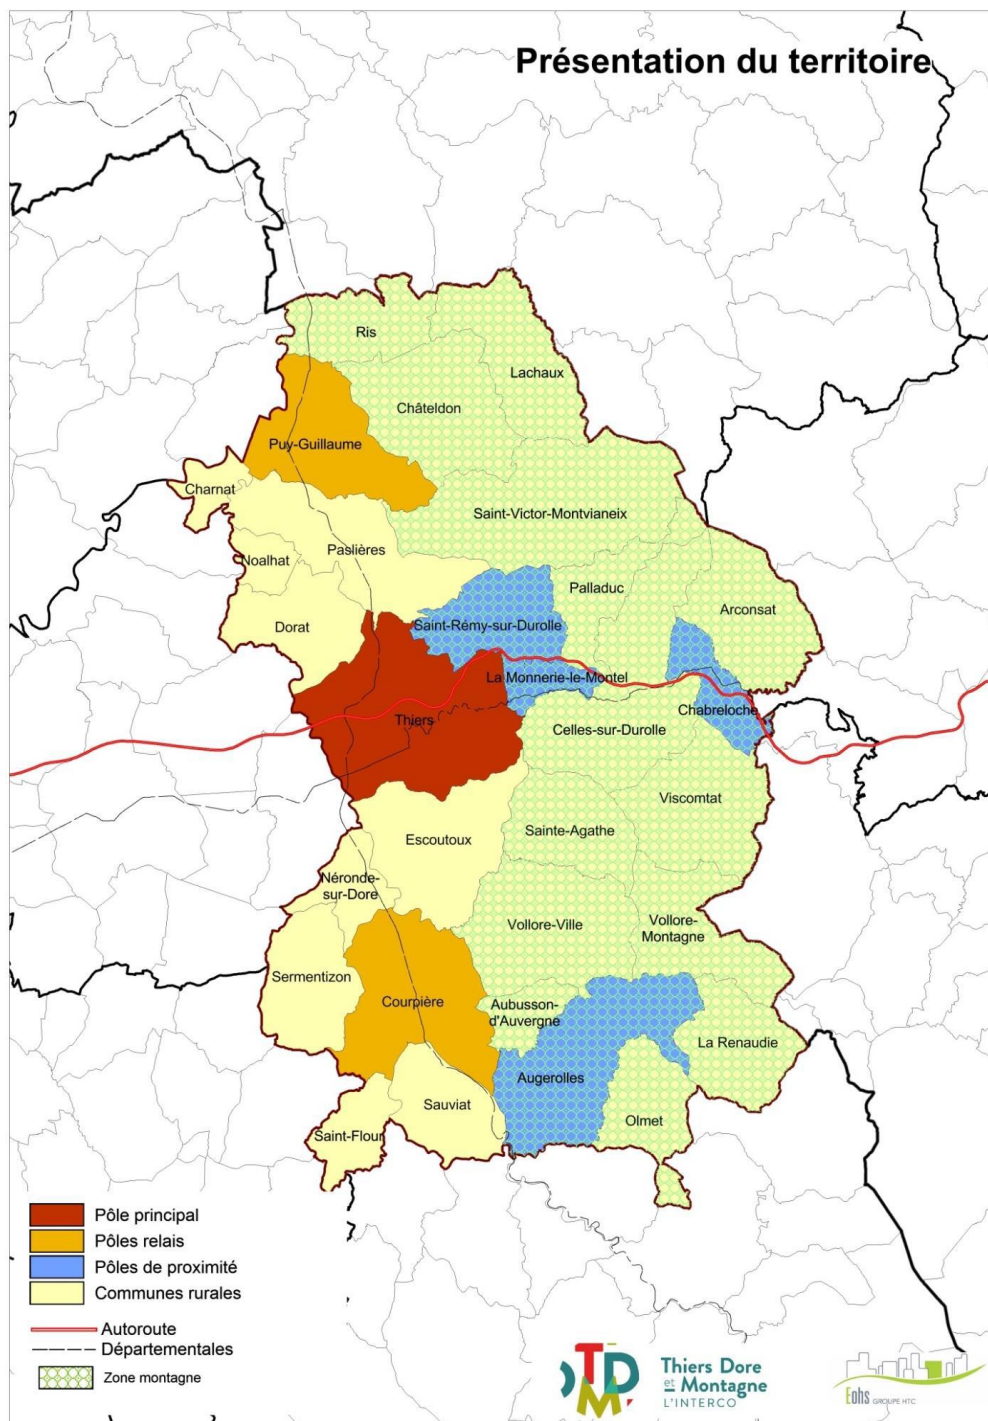 Présentation du territoire
Ris
Lachaux
Châteldon
Puy-Guillaume
Charnat
Saint-Victor-Montvianeix
Paslières
Noalhat
Palladuc
Arconsat
Dorat
Saint-Rémy-sur-Durolle
La Monnerie-le-Montel
Chabreloche
Thiers
Celles-sur-Durolle
Viscomtat
Sainte-Agathe
Escoutoux
Néronde-
sur-Dore
Vollore-Ville
Vollore-
Montagne
Sermentizon
Courpière
Aubusson-
d'Auvergne
La Renaudie
Augerolles
Sauviat
Olmet
Saint-Flour
Pôle principal
Pôles relais
Pôles de proximité
Communes rurales
Autoroute
Départementales
Zone montagne
TDM
Thiers Dore
et Montagne
L'INTERCO
Eohs GROUPE HTC